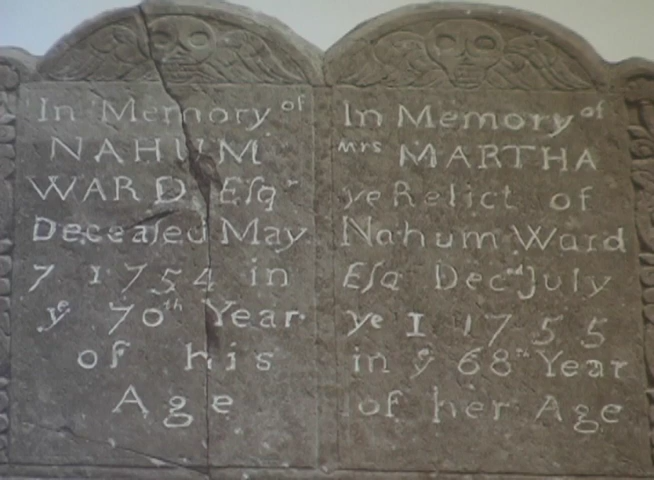 In Memory of
NAHUM
WARD Eſqr
Deceaſed May
7 1754 in
ye 70th Year
of his
Age
In Memory of
Mrs MARTHA
ye Relict of
Nahum Ward
Eſq Decd July
ye 1 1755
in ye 68th Year
of her Age